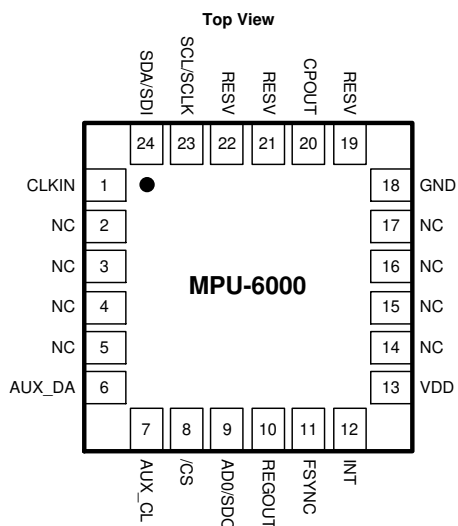 Top View
SDA/SDI
SCL/SCLK
RESV
RESV
CPOUT
RESV
24 23 22 21 20 19
CLKIN 1 18 GND
NC 2 17 NC
NC 3 16 NC
MPU-6000
NC 4 15 NC
NC 5 14 NC
AUX_DA 6 13 VDD
7 8 9 10 11 12
AUX_CL
/CS
AD0/SDO
REGOUT
FSYNC
INT